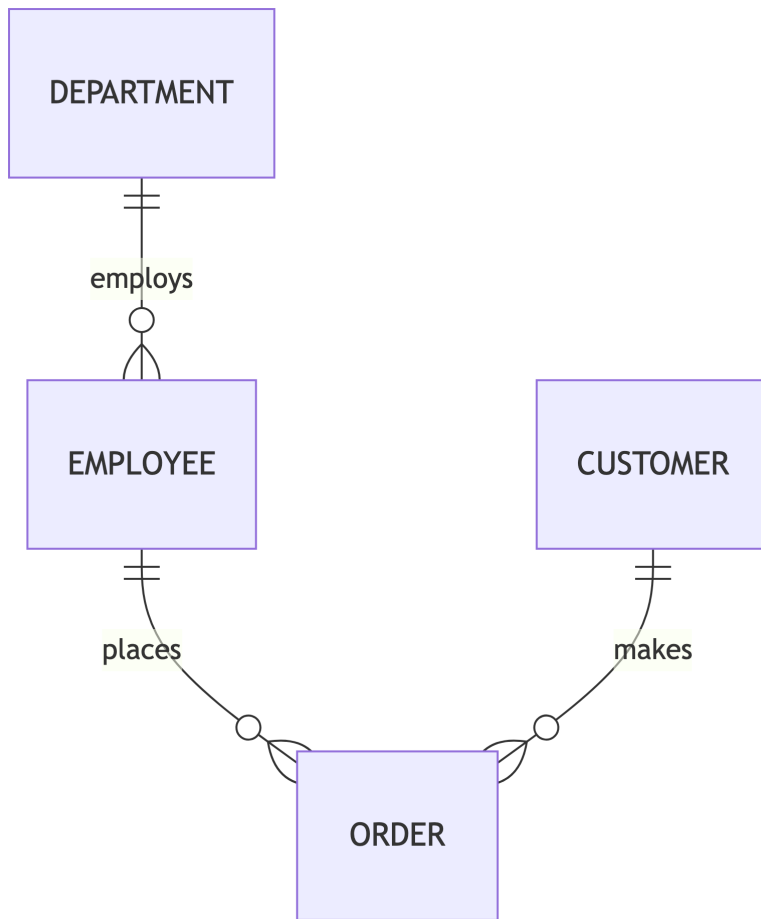 DEPARTMENT
employs
EMPLOYEE
CUSTOMER
places
makes
ORDER